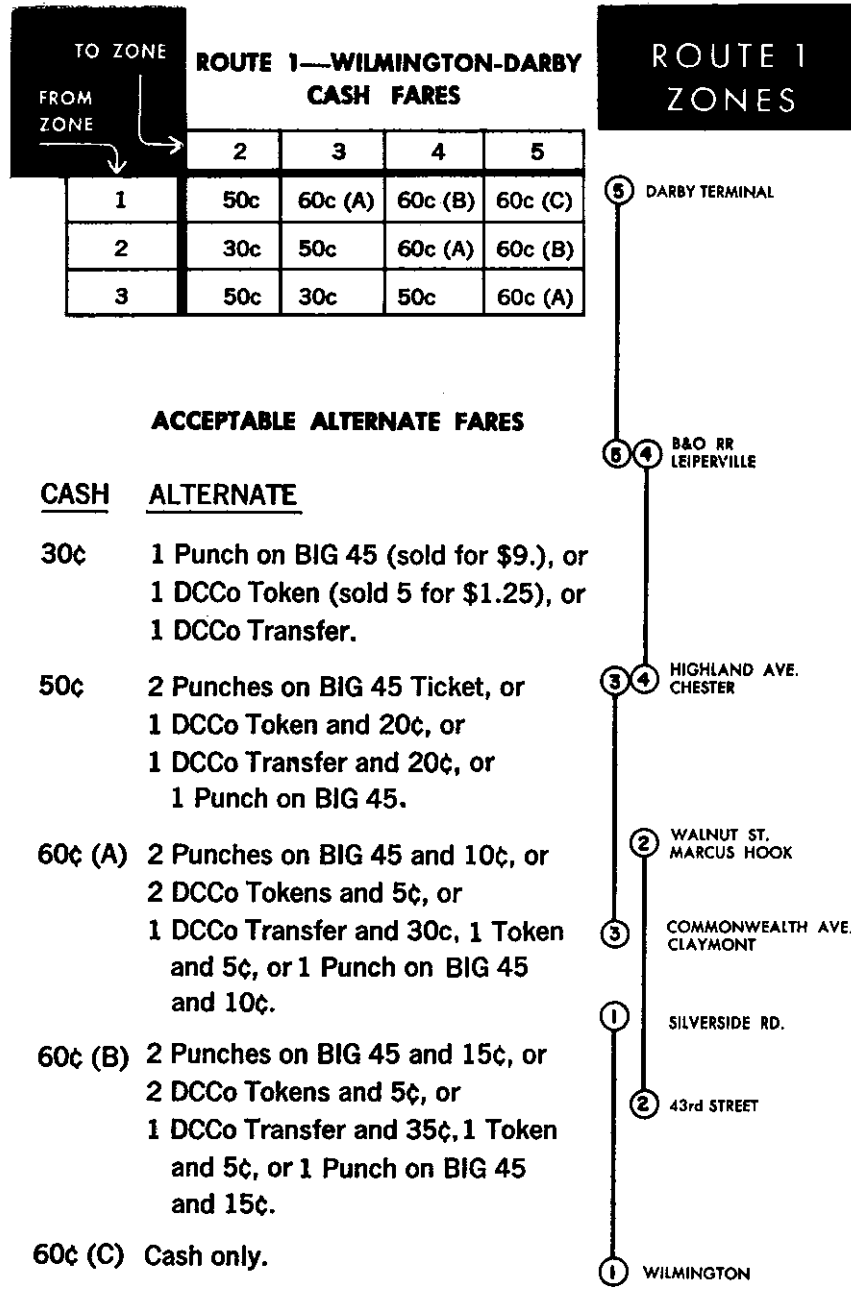 TO ZONE
FROM
ZONE
ROUTE 1—WILMINGTON-DARBY
CASH FARES
2 3 4 5
1 50c 60c (A) 60c (B) 60c (C)
2 30c 50c 60c (A) 60c (B)
3 50c 30c 50c 60c (A)
ACCEPTABLE ALTERNATE FARES
CASH ALTERNATE
30¢ 1 Punch on BIG 45 (sold for $9.), or
1 DCCo Token (sold 5 for $1.25), or
1 DCCo Transfer.
50¢ 2 Punches on BIG 45 Ticket, or
1 DCCo Token and 20¢, or
1 DCCo Transfer and 20¢, or
1 Punch on BIG 45.
60¢ (A) 2 Punches on BIG 45 and 10¢, or
2 DCCo Tokens and 5¢, or
1 DCCo Transfer and 30c, 1 Token
and 5¢, or 1 Punch on BIG 45
and 10¢.
60¢ (B) 2 Punches on BIG 45 and 15¢, or
2 DCCo Tokens and 5¢, or
1 DCCo Transfer and 35¢, 1 Token
and 5¢, or 1 Punch on BIG 45
and 15¢.
60¢ (C) Cash only.
ROUTE 1
ZONES
5 DARBY TERMINAL
5 4 B&O RR
LEIPERVILLE
3 4 HIGHLAND AVE.
CHESTER
2 WALNUT ST.
MARCUS HOOK
3 COMMONWEALTH AVE.
CLAYMONT
1 SILVERSIDE RD.
2 43rd STREET
1 WILMINGTON